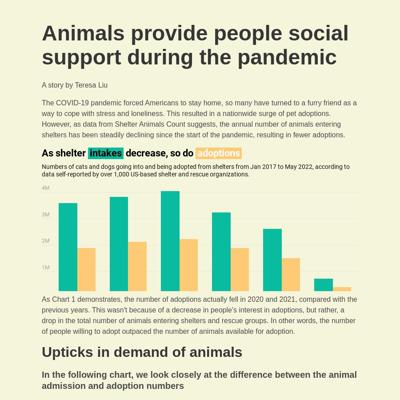 Animals provide people social
support during the pandemic
A story by Teresa Liu
The COVID-19 pandemic forced Americans to stay home, so many have turned to a furry friend as a
way to cope with stress and loneliness. This resulted in a nationwide surge of pet adoptions.
However, as data from Shelter Animals Count suggests, the annual number of animals entering
shelters has been steadily declining since the start of the pandemic, resulting in fewer adoptions.
As shelter intakes decrease, so do adoptions
Numbers of cats and dogs going into and being adopted from shelters from Jan 2017 to May 2022, according to
data self-reported by over 1,000 US-based shelter and rescue organizations.
4M
3M
2M
1M
As Chart 1 demonstrates, the number of adoptions actually fell in 2020 and 2021, compared with the
previous years. This wasn't because of a decrease in people's interest in adoptions, but rather, a
drop in the total number of animals entering shelters and rescue groups. In other words, the number
of people willing to adopt outpaced the number of animals available for adoption.
Upticks in demand of animals
In the following chart, we look closely at the difference between the animal
admission and adoption numbers